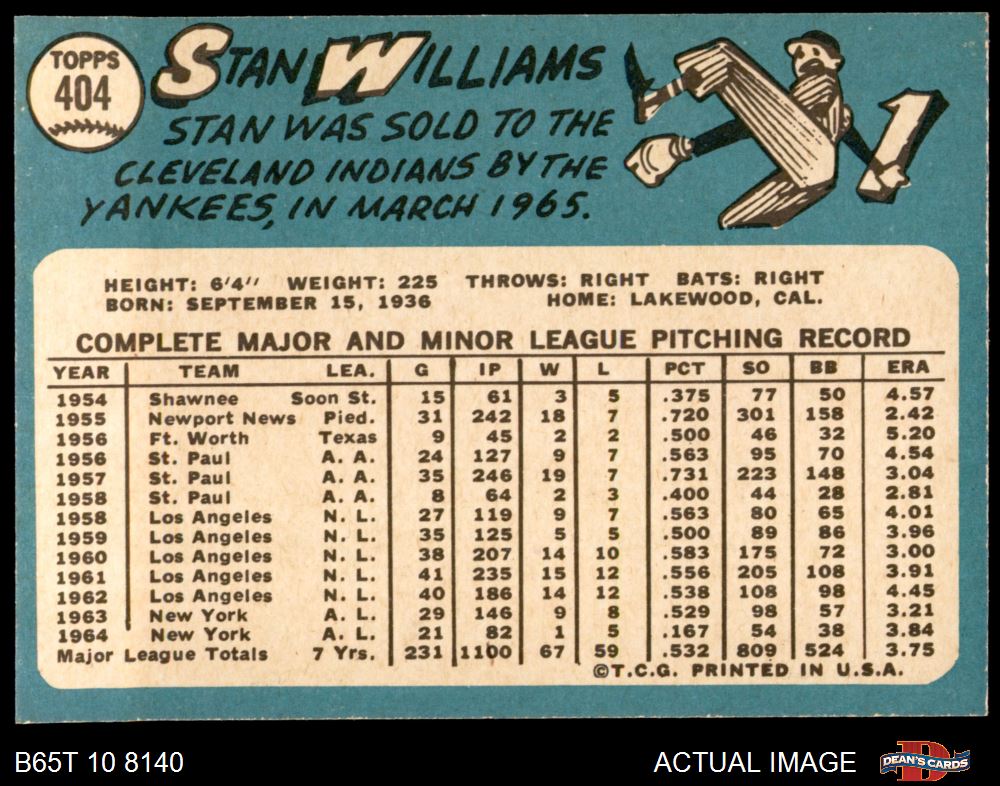 TOPPS
404
STAN WILLIAMS
STAN WAS SOLD TO THE
CLEVELAND INDIANS BY THE
YANKEES, IN MARCH 1965.
1
HEIGHT: 6'4" WEIGHT: 225 THROWS: RIGHT BATS: RIGHT
BORN: SEPTEMBER 15, 1936 HOME: LAKEWOOD, CAL.
COMPLETE MAJOR AND MINOR LEAGUE PITCHING RECORD
YEAR TEAM LEA. G IP W L PCT SO BB ERA
1954 Shawnee Soon St. 15 61 3 5 .375 77 50 4.57
1955 Newport News Pied. 31 242 18 7 .720 301 158 2.42
1956 Ft. Worth Texas 9 45 2 2 .500 46 32 5.20
1956 St. Paul A. A. 24 127 9 7 .563 95 70 4.54
1957 St. Paul A. A. 35 246 19 7 .731 223 148 3.04
1958 St. Paul A. A. 8 64 2 3 .400 44 28 2.81
1958 Los Angeles N. L. 27 119 9 7 .563 80 65 4.01
1959 Los Angeles N. L. 35 125 5 5 .500 89 86 3.96
1960 Los Angeles N. L. 38 207 14 10 .583 175 72 3.00
1961 Los Angeles N. L. 41 235 15 12 .556 205 108 3.91
1962 Los Angeles N. L. 40 186 14 12 .538 108 98 4.45
1963 New York A. L. 29 146 9 8 .529 98 57 3.21
1964 New York A. L. 21 82 1 5 .167 54 38 3.84
Major League Totals 7 Yrs. 231 1100 67 59 .532 809 524 3.75
©T.C.G. PRINTED IN U.S.A.
B65T 10 8140 ACTUAL IMAGE DEAN'S CARDS